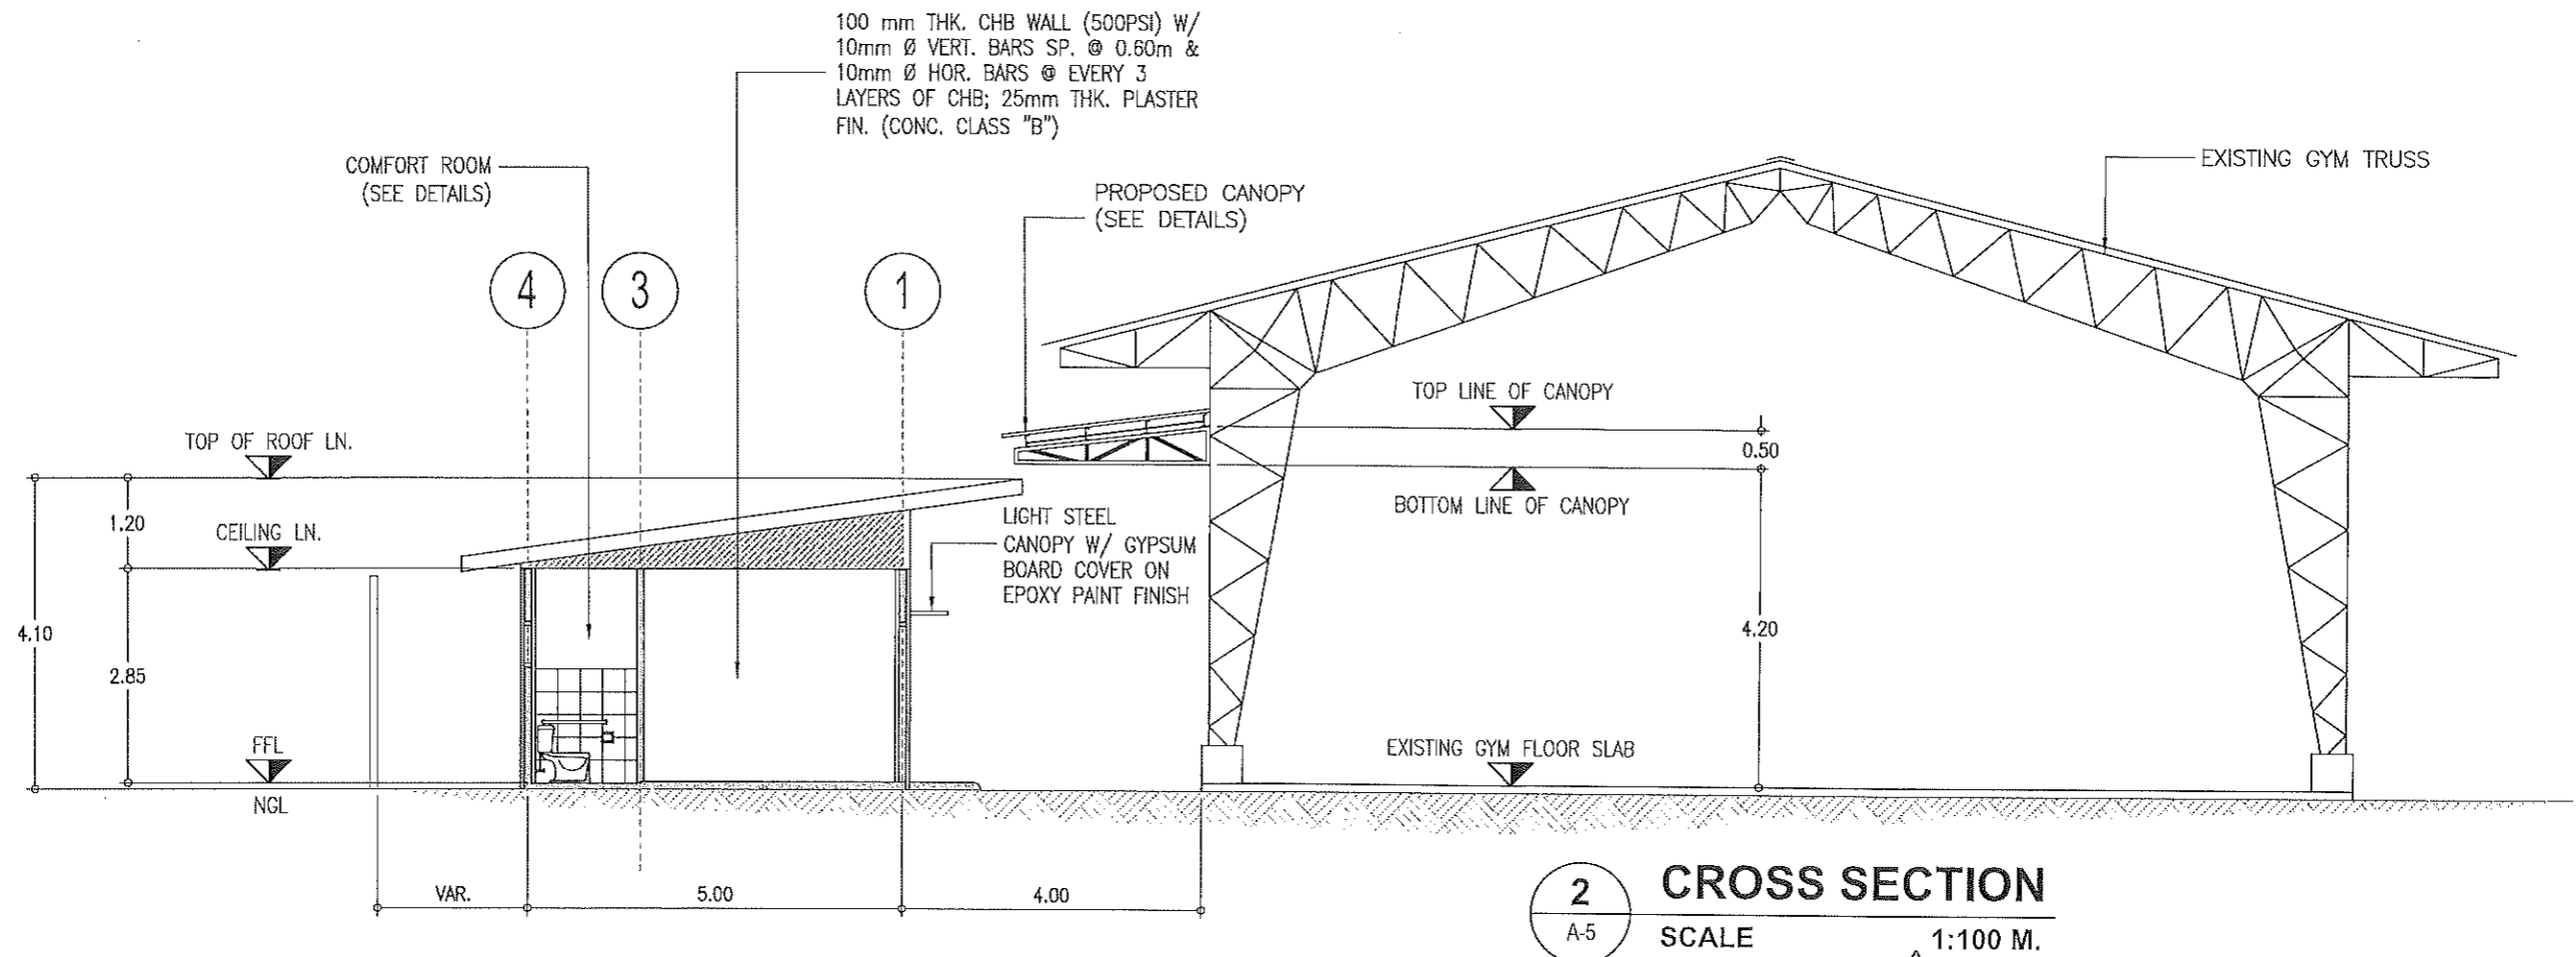 100 mm THK. CHB WALL (500PSI) W/
10mm Ø VERT. BARS SP. @ 0.60m &
10mm Ø HOR. BARS @ EVERY 3
LAYERS OF CHB; 25mm THK. PLASTER
FIN. (CONC. CLASS "B")
COMFORT ROOM
(SEE DETAILS)
PROPOSED CANOPY
(SEE DETAILS)
EXISTING GYM TRUSS
4
3
1
TOP LINE OF CANOPY
TOP OF ROOF LN.
0.50
BOTTOM LINE OF CANOPY
1.20
CEILING LN.
LIGHT STEEL
CANOPY W/ GYPSUM
BOARD COVER ON
EPOXY PAINT FINISH
4.10
4.20
2.85
FFL
EXISTING GYM FLOOR SLAB
NGL
VAR.
5.00
4.00
2
A-5
CROSS SECTION
SCALE 1:100 M.